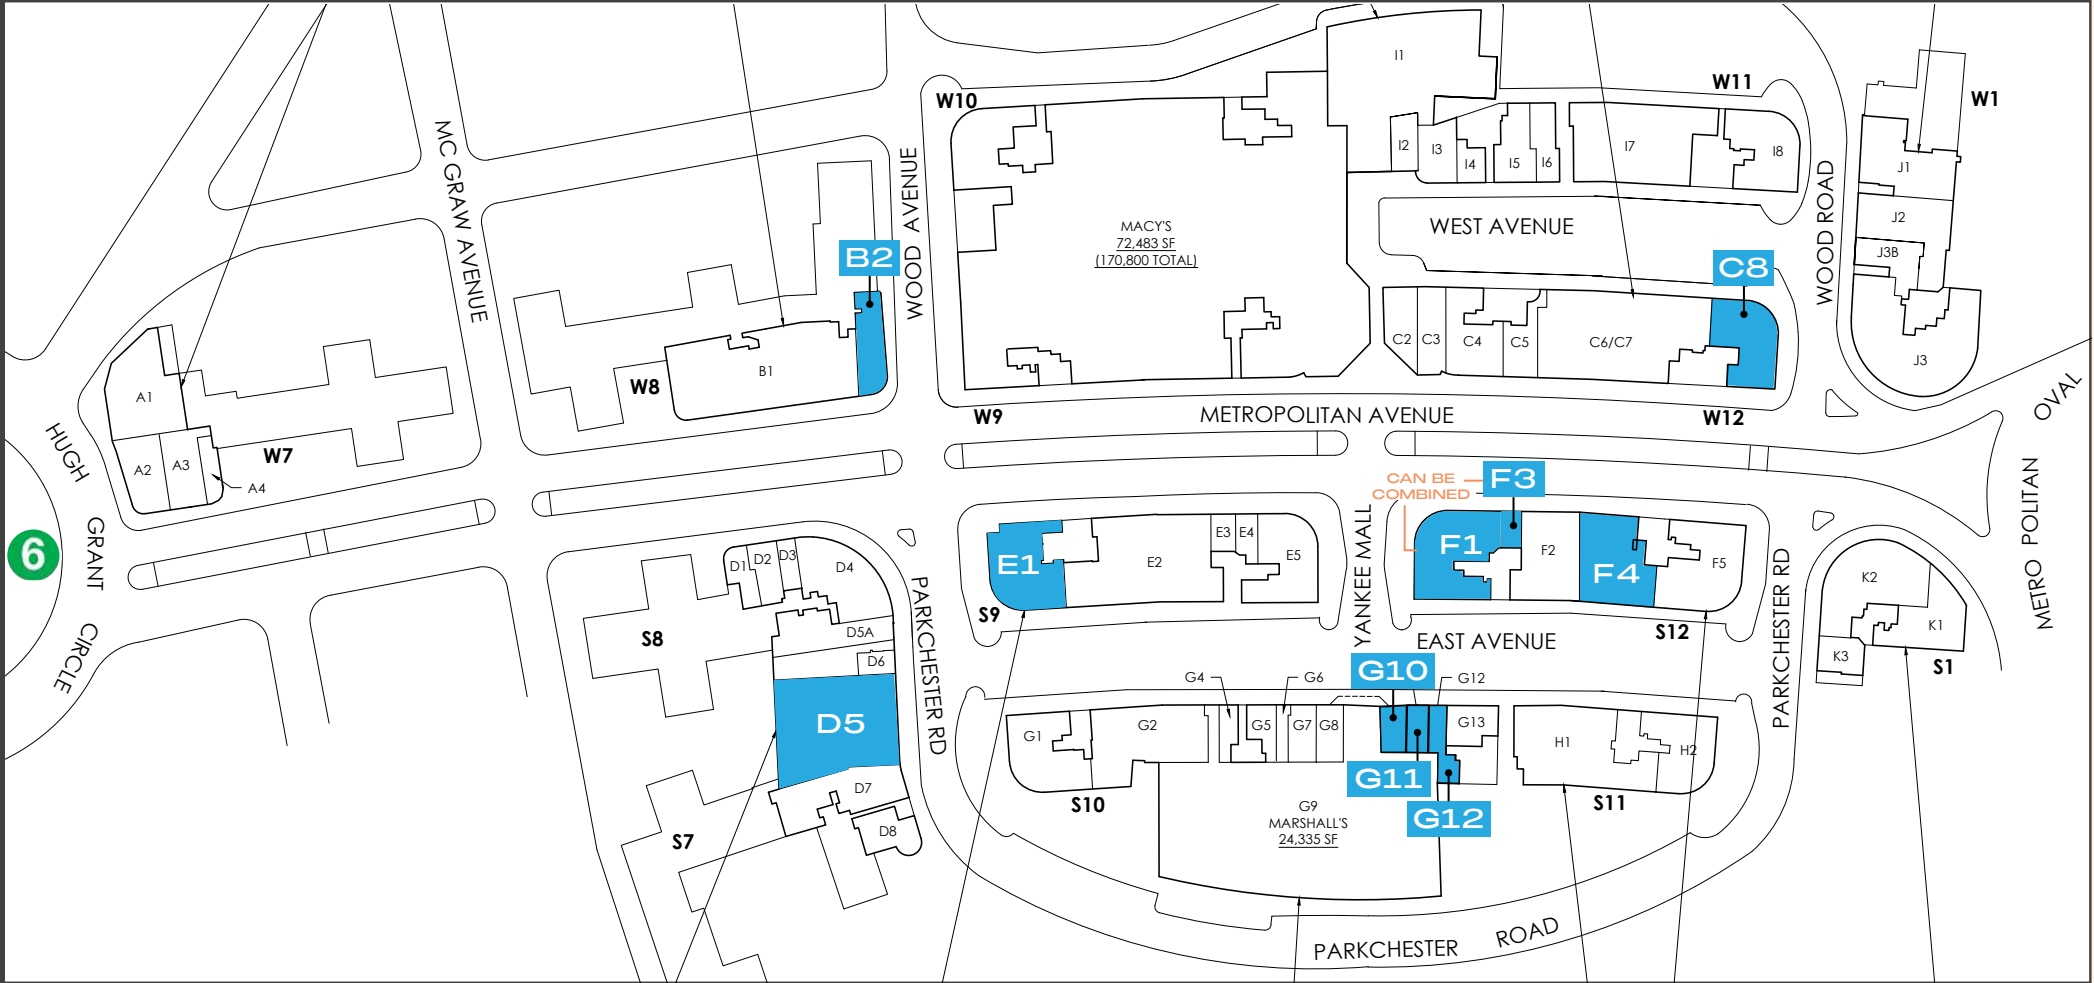 I1
W10
W11
W1
MC GRAW AVENUE
WOOD AVENUE
I2
I3
I4
I5
I6
I7
I8
WOOD ROAD
J1
J2
J3B
J3
MACY'S
72,483 SF
(170,800 TOTAL)
WEST AVENUE
B2
C8
C2
C3
C4
C5
C6/C7
B1
W8
A1
A2
A3
A4
W7
W9
METROPOLITAN AVENUE
W12
METRO POLITAN OVAL
HUGH GRANT CIRCLE
6
CAN BE
COMBINED
F3
F1
F2
F4
F5
E1
E2
E3
E4
E5
YANKEE MALL
S9
S12
EAST AVENUE
PARKCHESTER RD
PARKCHESTER RD
D1
D2
D3
D4
S8
D5A
D6
D5
D7
D8
S7
K2
K1
K3
S1
G10
G4
G6
G12
G1
G2
G5
G7
G8
G13
H1
H2
G11
G12
S10
S11
G9
MARSHALL'S
24,335 SF
PARKCHESTER ROAD